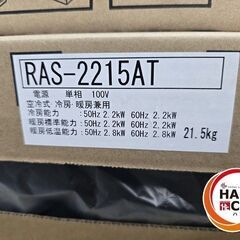 RAS-2215AT
電源 単相 100V
空冷式・冷房・暖房兼用
冷房能力 :50Hz 2.2kW 60Hz 2.2kW
暖房標準能力:50Hz 2.2kW 60Hz 2.2kW
暖房低温能力:50Hz 2.8kW 60Hz 2.8kW
21.5kg